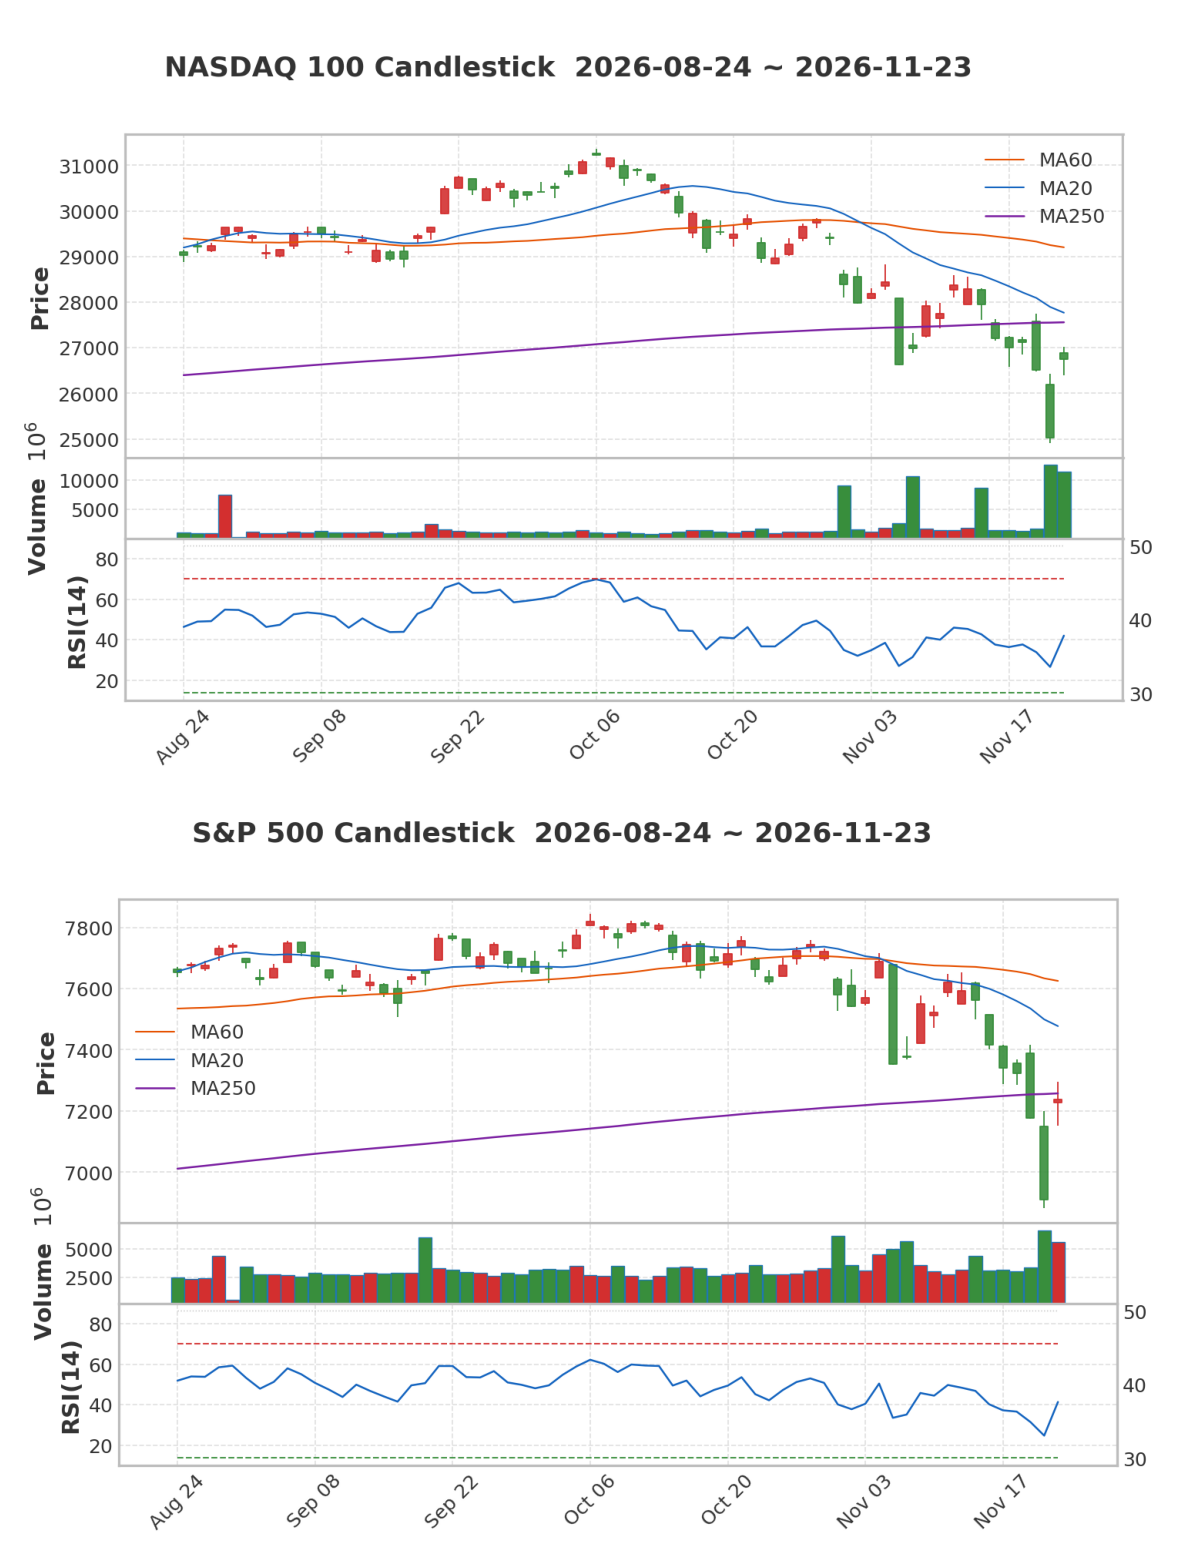 NASDAQ 100 Candlestick  2026-08-24 ~ 2026-11-23
MA60
MA20
MA250
Price
31000
30000
29000
28000
27000
26000
25000
Volume 10^6
10000
5000
RSI(14)
80
60
40
20
50
40
30
Aug 24
Sep 08
Sep 22
Oct 06
Oct 20
Nov 03
Nov 17
S&P 500 Candlestick  2026-08-24 ~ 2026-11-23
Price
7800
7600
7400
7200
7000
MA60
MA20
MA250
Volume 10^6
5000
2500
RSI(14)
80
60
40
20
50
40
30
Aug 24
Sep 08
Sep 22
Oct 06
Oct 20
Nov 03
Nov 17